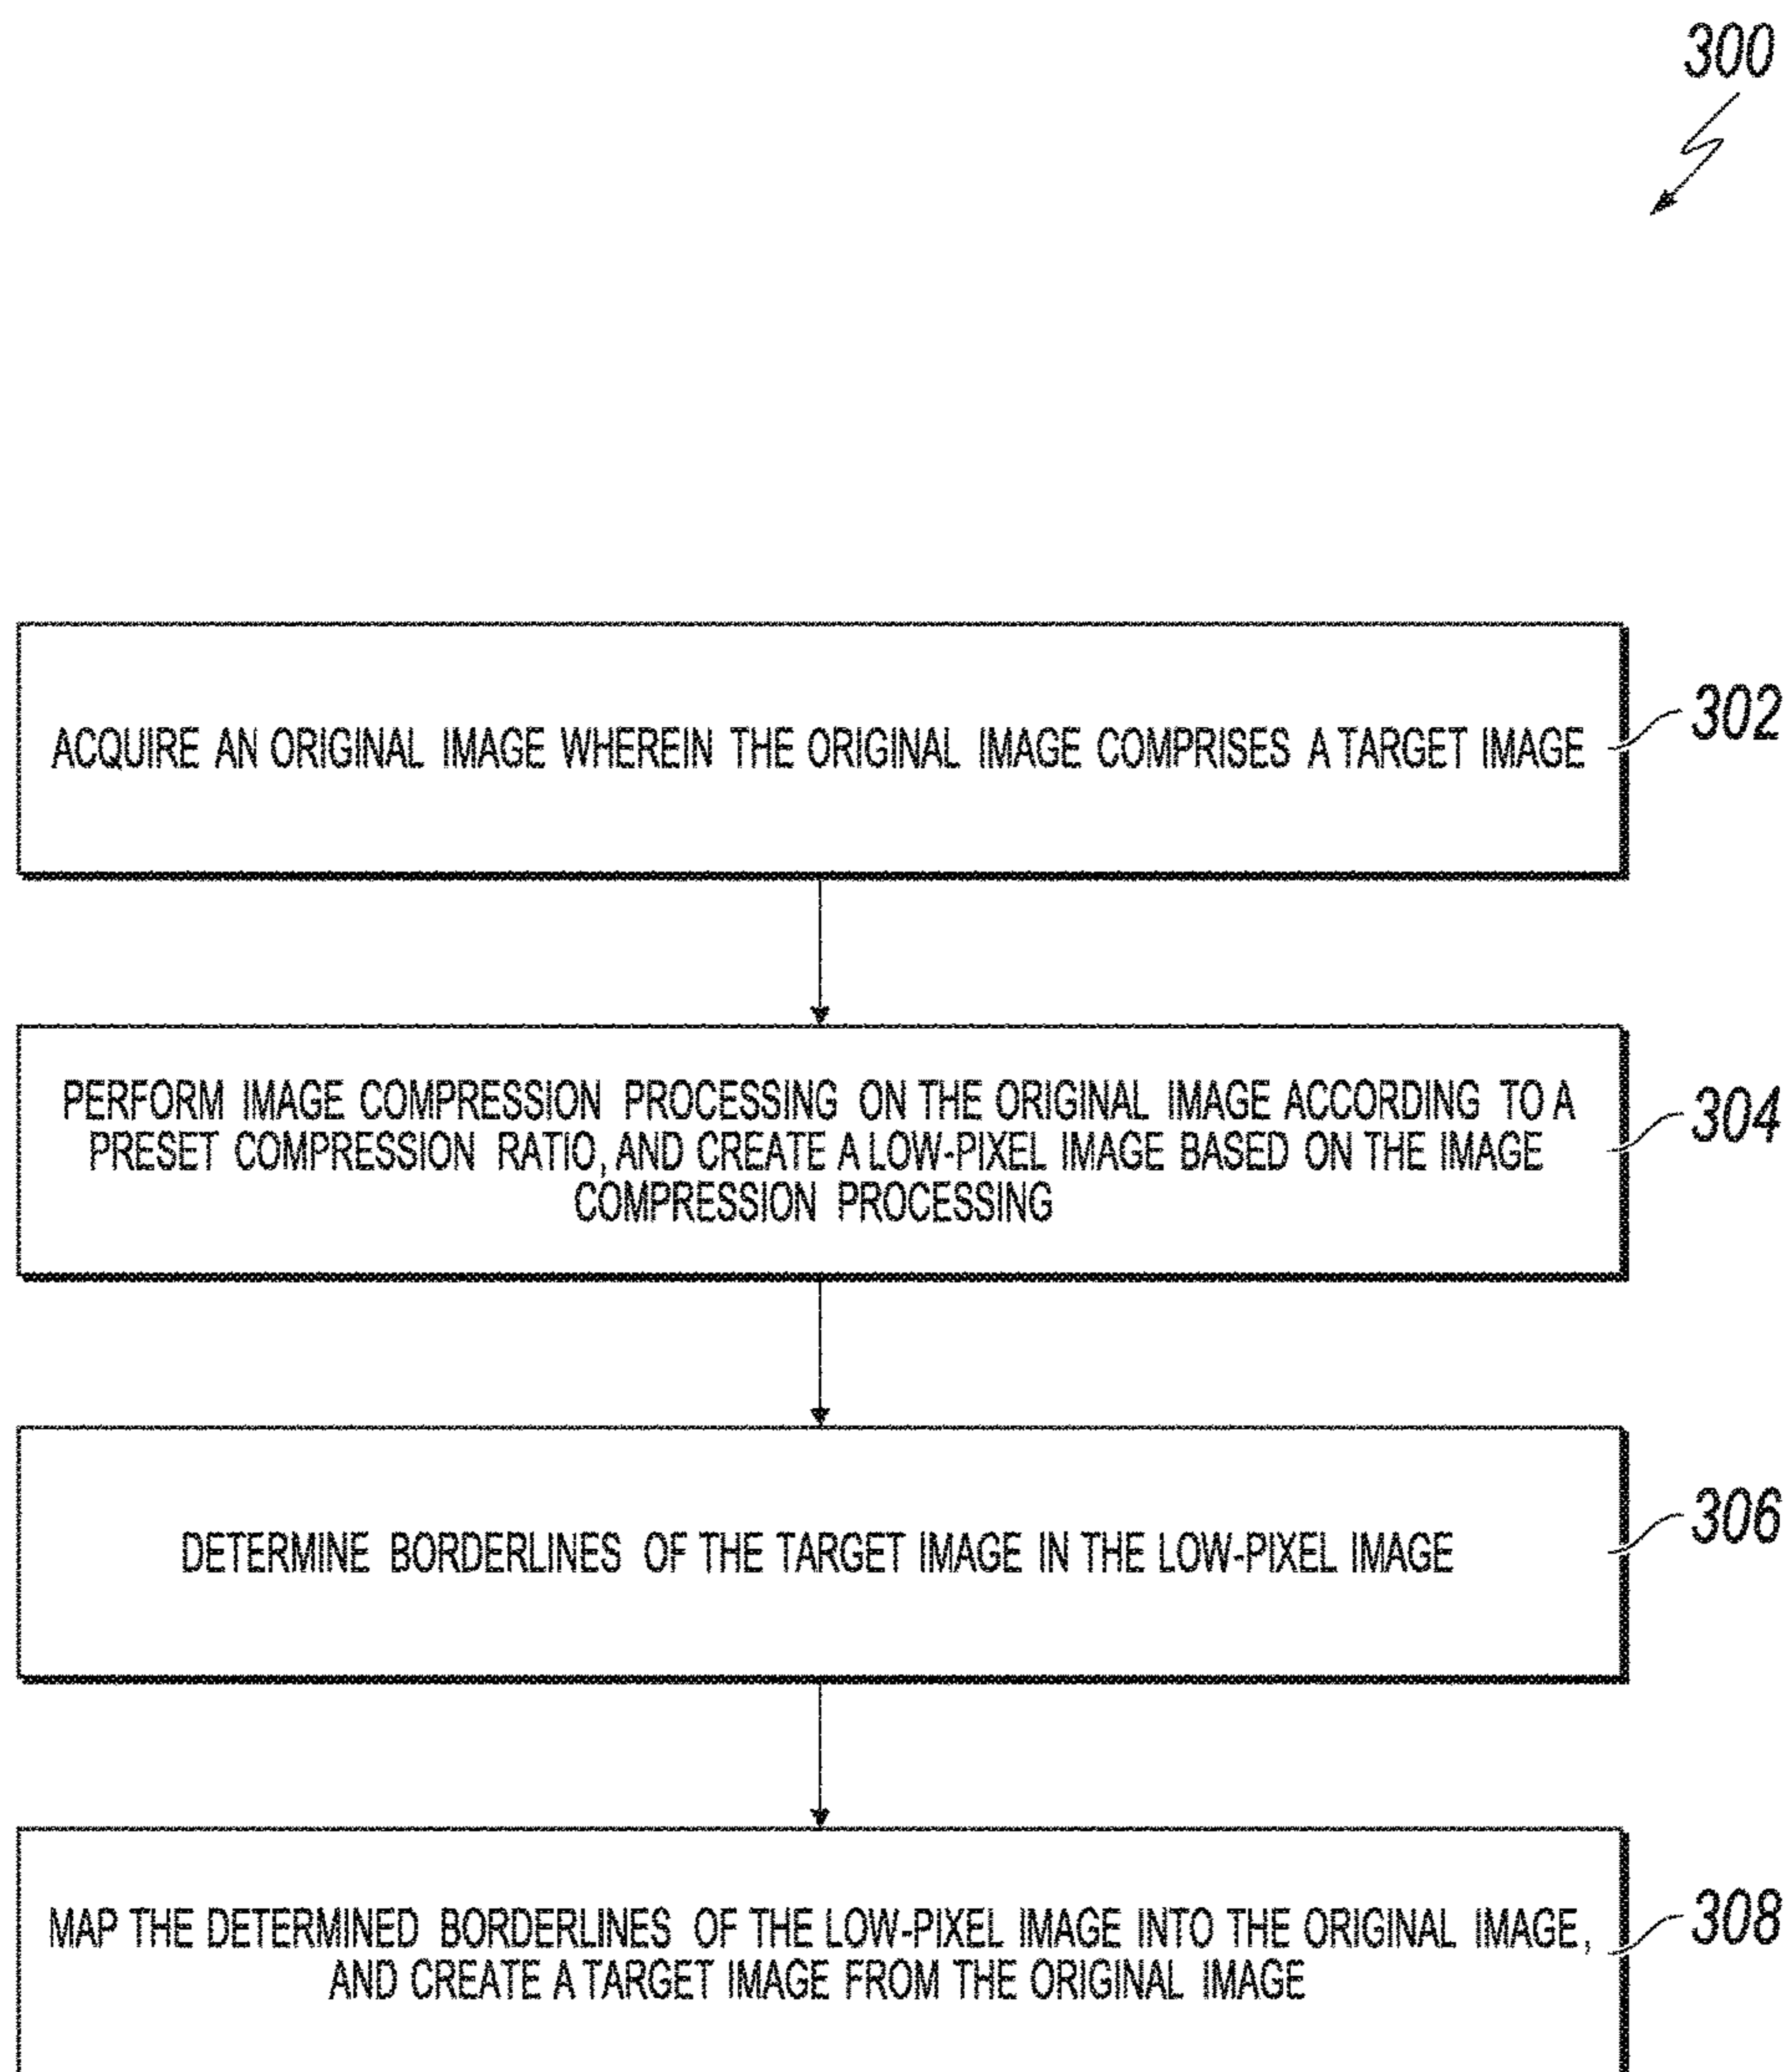 300
ACQUIRE AN ORIGINAL IMAGE WHEREIN THE ORIGINAL IMAGE COMPRISES A TARGET IMAGE
302
PERFORM IMAGE COMPRESSION PROCESSING ON THE ORIGINAL IMAGE ACCORDING TO A
PRESET COMPRESSION RATIO, AND CREATE A LOW-PIXEL IMAGE BASED ON THE IMAGE
COMPRESSION PROCESSING
304
DETERMINE BORDERLINES OF THE TARGET IMAGE IN THE LOW-PIXEL IMAGE
306
MAP THE DETERMINED BORDERLINES OF THE LOW-PIXEL IMAGE INTO THE ORIGINAL IMAGE,
AND CREATE A TARGET IMAGE FROM THE ORIGINAL IMAGE
308